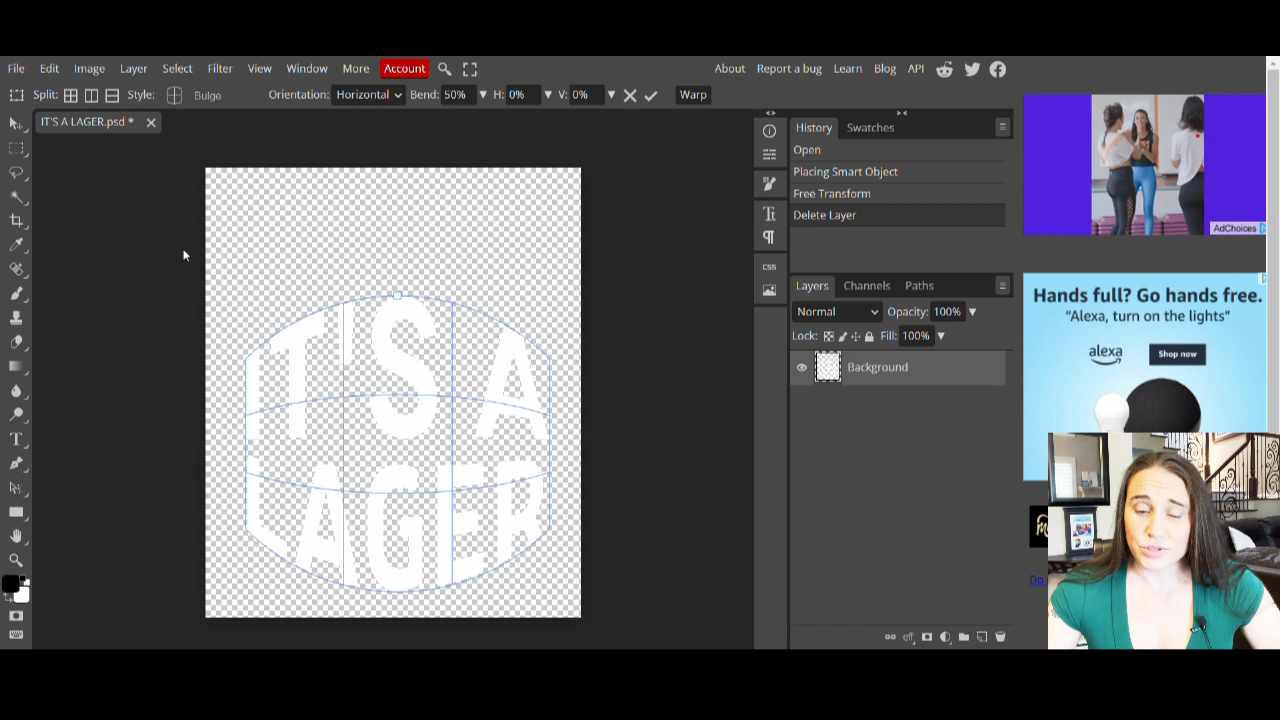 File Edit Image Layer Select Filter View Window More Account
About Report a bug Learn Blog API
Split: Style: Bulge Orientation: Horizontal Bend: 50% H: 0% V: 0% Warp
IT'S A LAGER.psd *
History Swatches
Open
Placing Smart Object
Free Transform
Delete Layer
Layers Channels Paths
Normal Opacity: 100%
Lock: Fill: 100%
Background
CSS
eff
IT'S A
LAGER
AdChoices
Hands full? Go hands free.
“Alexa, turn on the lights”
alexa Shop now